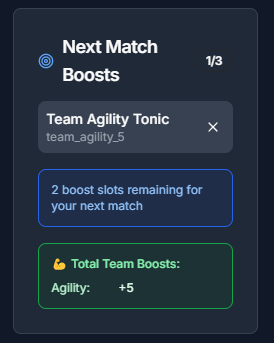 Next Match 1/3
Boosts
Team Agility Tonic
team_agility_5
2 boost slots remaining for
your next match
💪 Total Team Boosts:
Agility: +5